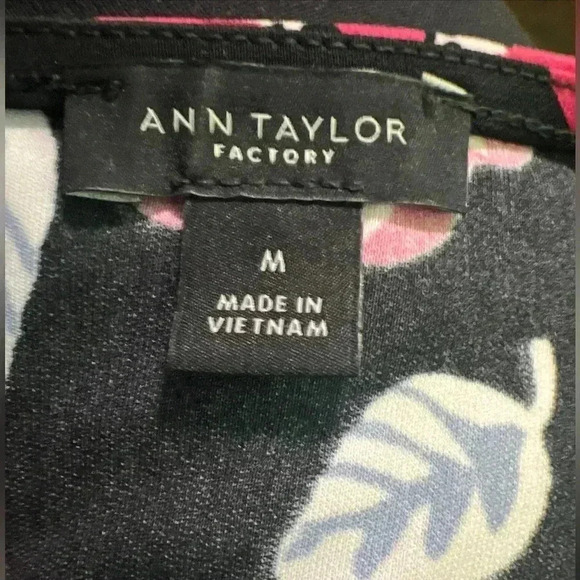 ANN TAYLOR
FACTORY
M
MADE IN
VIETNAM